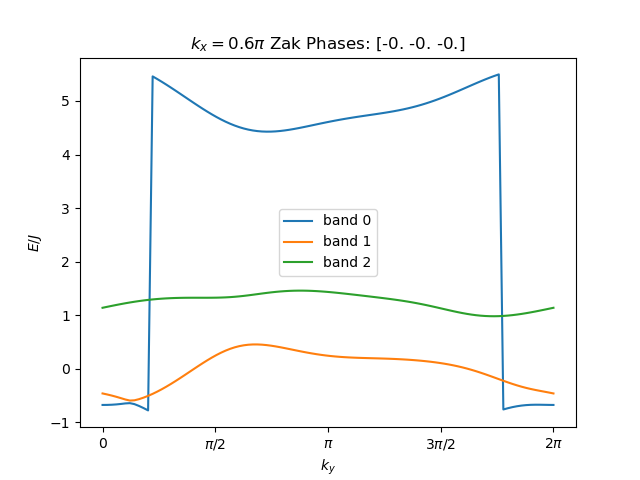 $k_x = 0.6\pi$ Zak Phases: [-0. -0. -0.]
E/J
5
4
3
2
1
0
−1
band 0
band 1
band 2
0
π/2
π
3π/2
2π
$k_y$